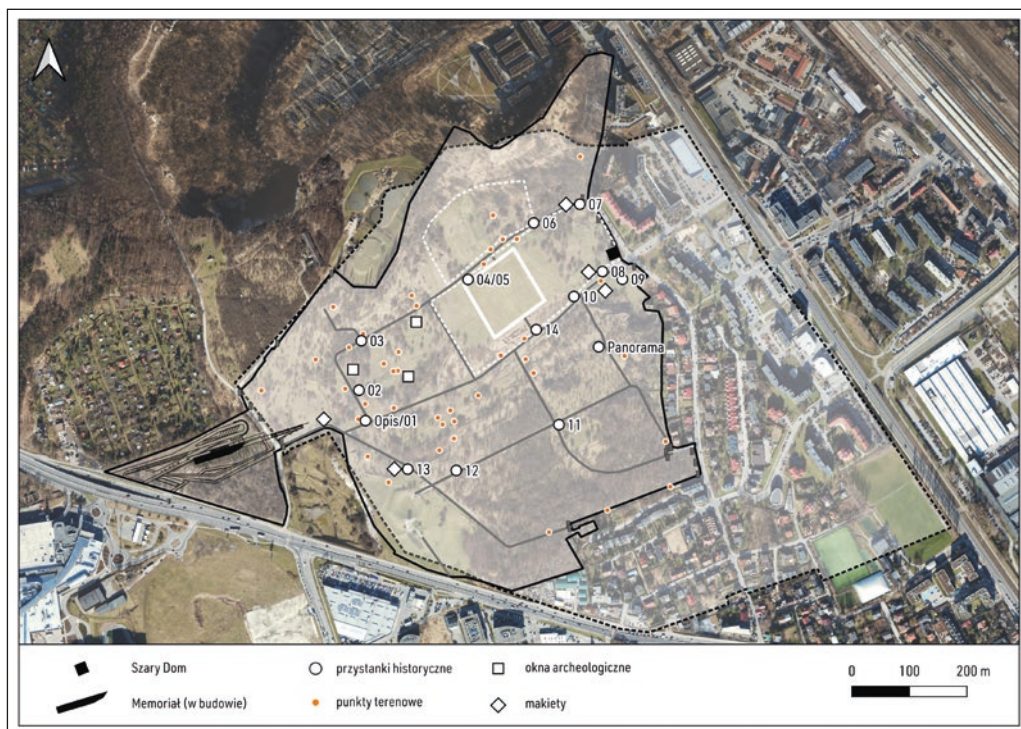 07
06
08
04/05
09
10
14
03
Panorama
02
Opis/01
11
13
12
Szary Dom
przystanki historyczne
okna archeologiczne
0 100 200 m
Memoriał (w budowie)
punkty terenowe
makiety